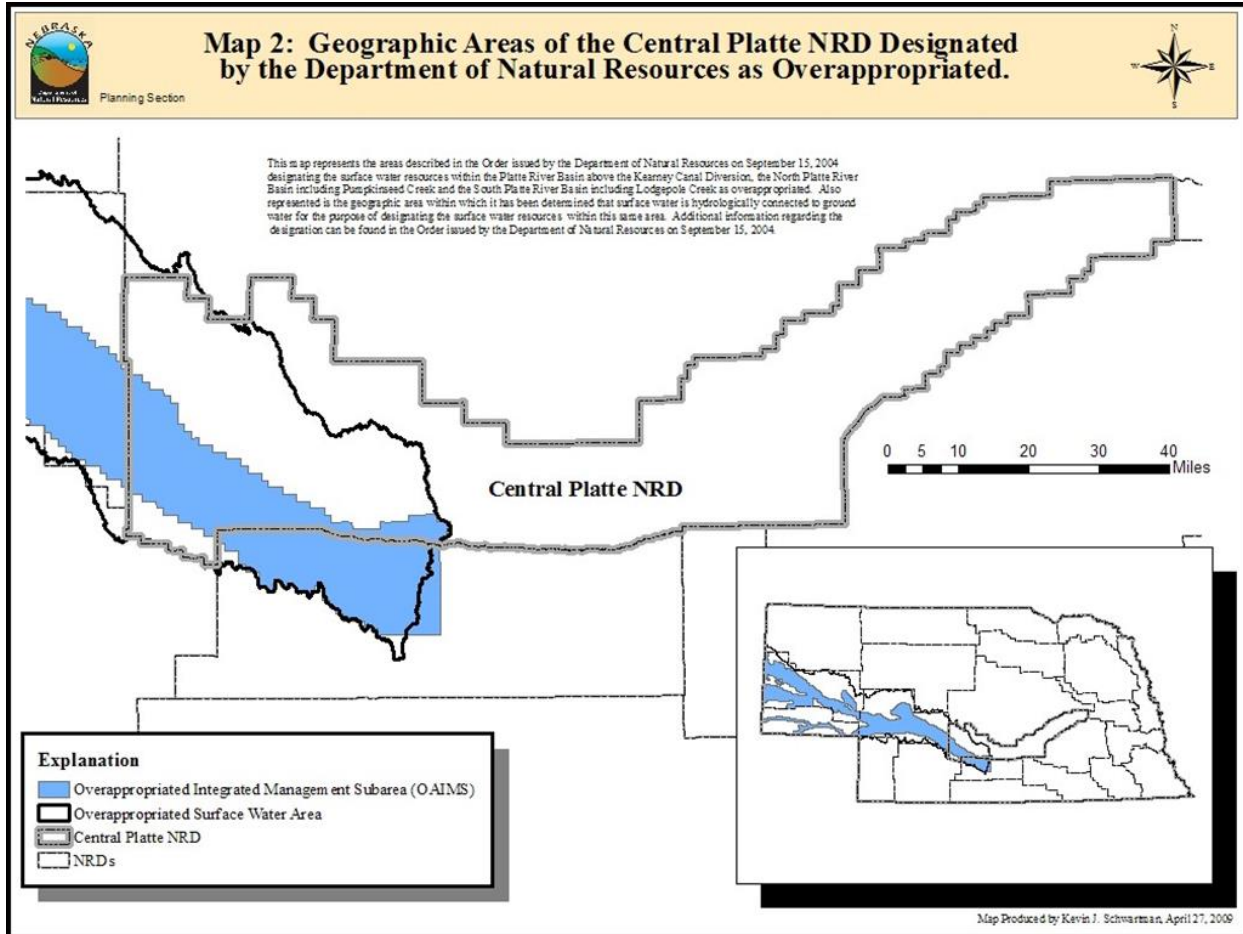 NEBRASKA
Department of
Natural Resources
Planning Section
Map 2: Geographic Areas of the Central Platte NRD Designated
by the Department of Natural Resources as Overappropriated.
N
W
E
S
This map represents the areas described in the Order issued by the Department of Natural Resources on September 15, 2004
designating the surface water resources within the Platte River Basin above the Kearney Canal Diversion, the North Platte River
Basin including Pumpkinseed Creek and the South Platte River Basin including Lodgepole Creek as overappropriated. Also
represented is the geographic area within which it has been determined that surface water is hydrologically connected to ground
water for the purpose of designating the surface water resources within this same area. Additional information regarding the
designation can be found in the Order issued by the Department of Natural Resources on September 15, 2004
0 5 10 20 30 40
Miles
Central Platte NRD
Explanation
Overappropriated Integrated Management Subarea (OAIMS)
Overappropriated Surface Water Area
Central Platte NRD
NRDs
Map Produced by Kevin J. Schwartman, April 27, 2009